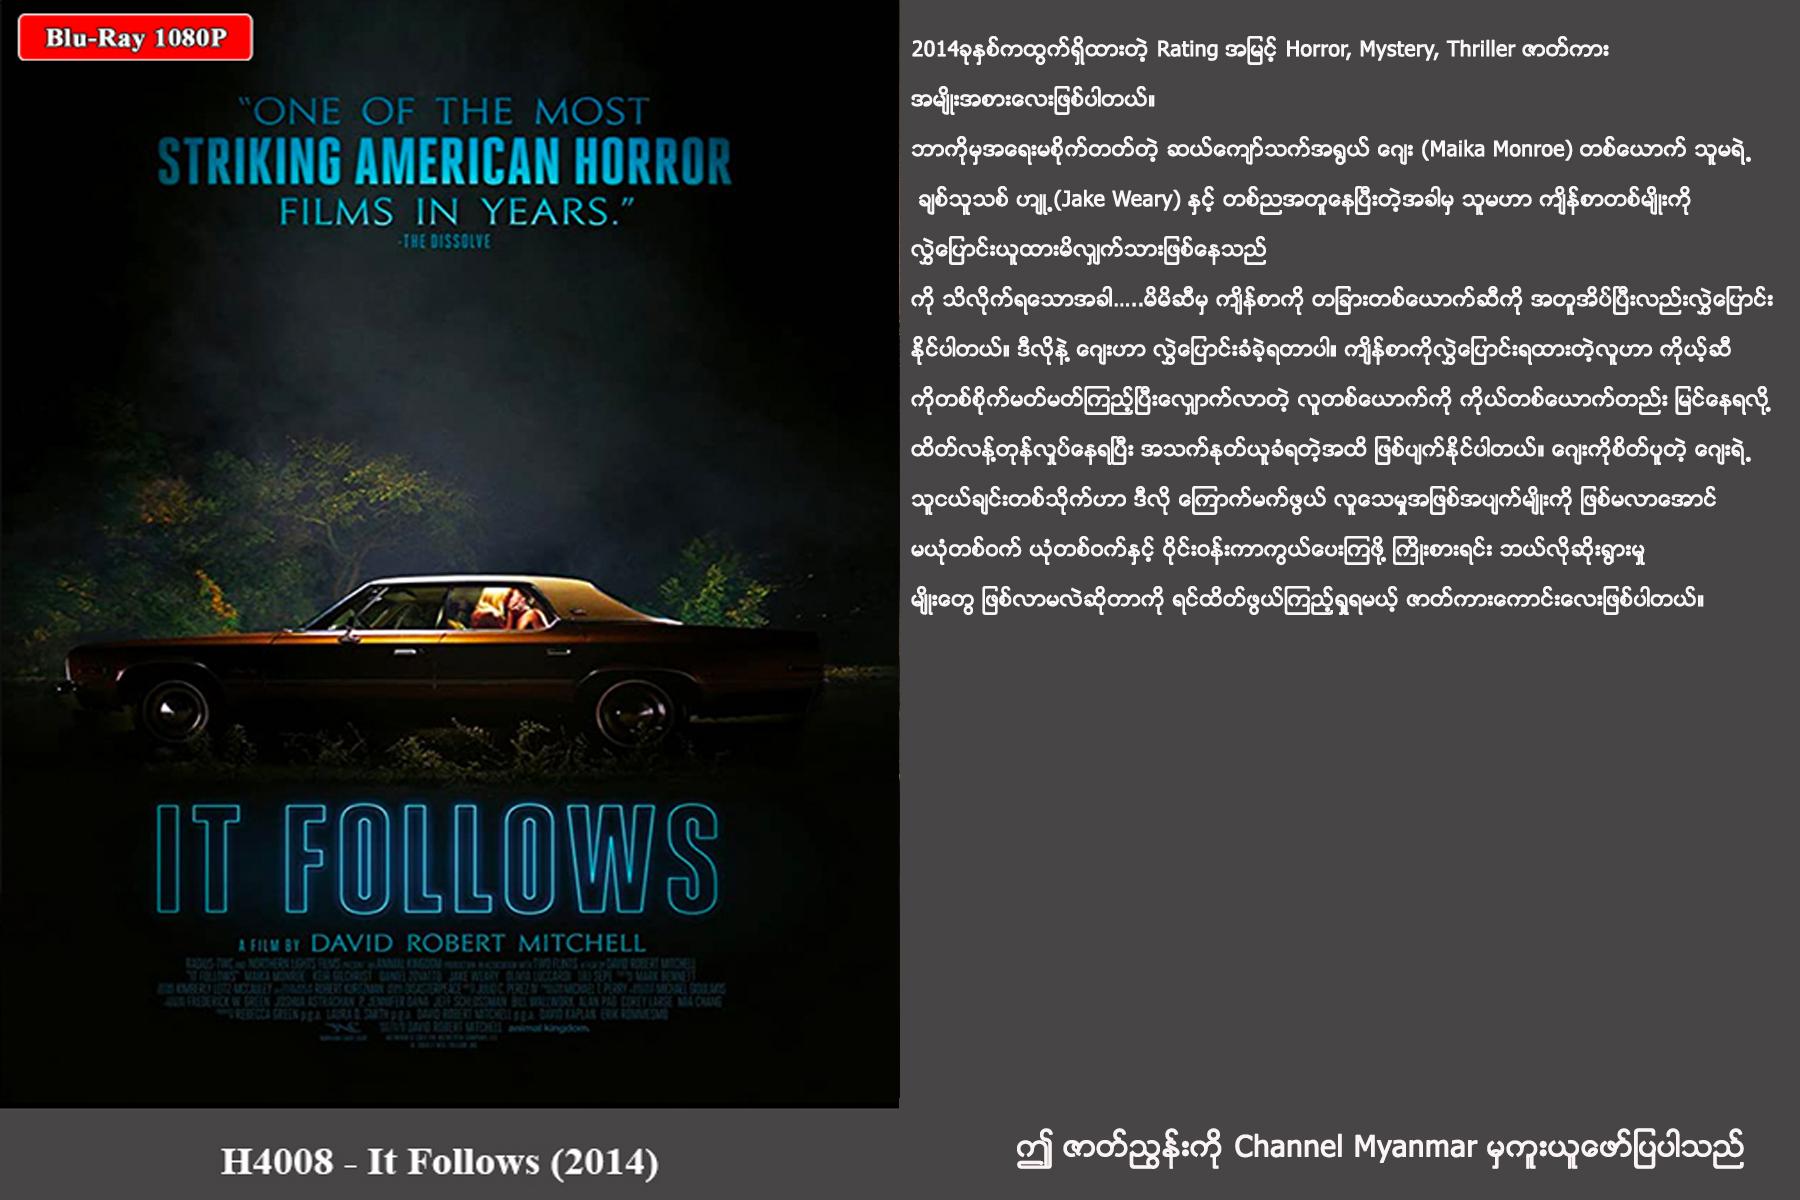 Blu-Ray 1080P
“ONE OF THE MOST
STRIKING AMERICAN HORROR
FILMS IN YEARS.”
-THE DISSOLVE
IT FOLLOWS
A FILM BY DAVID ROBERT MITCHELL
H4008 - It Follows (2014)
2014ခုနှစ်ကထွက်ရှိထားတဲ့ Rating အမြင့် Horror, Mystery, Thriller ဇာတ်ကား
အမျိုးအစားလေးဖြစ်ပါတယ်။
ဘာကိုမှအရေးမစိုက်တတ်တဲ့ ဆယ်ကျော်သက်အရွယ် ဂျေး (Maika Monroe) တစ်ယောက် သူမရဲ့
ချစ်သူသစ် ဟျု့(Jake Weary) နှင့် တစ်ညအတူနေပြီးတဲ့အခါမှ သူမဟာ ကျိန်စာတစ်မျိုးကို
လွှဲပြောင်းယူထားမိလျှက်သားဖြစ်နေသည်
ကို သိလိုက်ရသောအခါ.....မိမိဆီမှ ကျိန်စာကို တခြားတစ်ယောက်ဆီကို အတူအိပ်ပြီးလည်းလွှဲပြောင်း
နိုင်ပါတယ်။ ဒီလိုနဲ့ ဂျေးဟာ လွှဲပြောင်းခံခဲ့ရတာပါ။ ကျိန်စာကိုလွှဲပြောင်းရထားတဲ့လူဟာ ကိုယ့်ဆီ
ကိုတစ်စိုက်မတ်မတ်ကြည့်ပြီးလျှောက်လာတဲ့ လူတစ်ယောက်ကို ကိုယ်တစ်ယောက်တည်း မြင်နေရလို့
ထိတ်လန့်တုန်လှုပ်နေရပြီး အသက်နုတ်ယူခံရတဲ့အထိ ဖြစ်ပျက်နိုင်ပါတယ်။ ဂျေးကိုစိတ်ပူတဲ့ ဂျေးရဲ့
သူငယ်ချင်းတစ်သိုက်ဟာ ဒီလို ကြောက်မက်ဖွယ် လူသေမှုအဖြစ်အပျက်မျိုးကို ဖြစ်မလာအောင်
မယုံတစ်ဝက် ယုံတစ်ဝက်နှင့် ဝိုင်းဝန်းကာကွယ်ပေးကြဖို့ ကြိုးစားရင်း ဘယ်လိုဆိုးရွားမှု
မျိုးတွေ ဖြစ်လာမလဲဆိုတာကို ရင်ထိတ်ဖွယ်ကြည့်ရှုရမယ့် ဇာတ်ကားကောင်းလေးဖြစ်ပါတယ်။
ဤ ဇာတ်ညွှန်းကို Channel Myanmar မှကူးယူဖော်ပြပါသည်